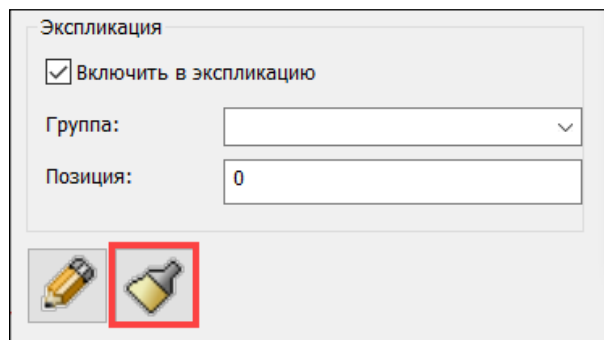 Экспликация
Включить в экспликацию
Группа:
Позиция: 0